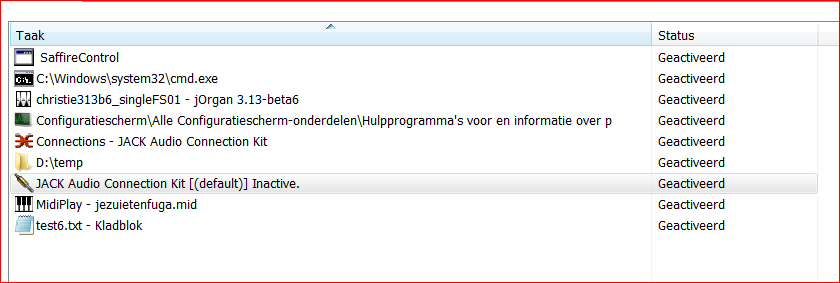 Taak Status
SaffireControl Geactiveerd
C:\Windows\system32\cmd.exe Geactiveerd
christie313b6_singleFS01 - jOrgan 3.13-beta6 Geactiveerd
Configuratiescherm\Alle Configuratiescherm-onderdelen\Hulpprogramma's voor en informatie over p Geactiveerd
Connections - JACK Audio Connection Kit Geactiveerd
D:\temp Geactiveerd
JACK Audio Connection Kit [(default)] Inactive. Geactiveerd
MidiPlay - jezuietenfuga.mid Geactiveerd
test6.txt - Kladblok Geactiveerd